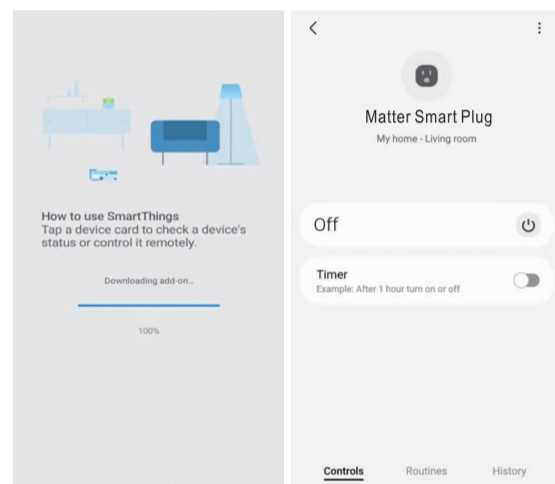 How to use SmartThings
Tap a device card to check a device's
status or control it remotely.
Downloading add-on...
100%
Matter Smart Plug
My home - Living room
Off
Timer
Example: After 1 hour turn on or off
Controls
Routines
History